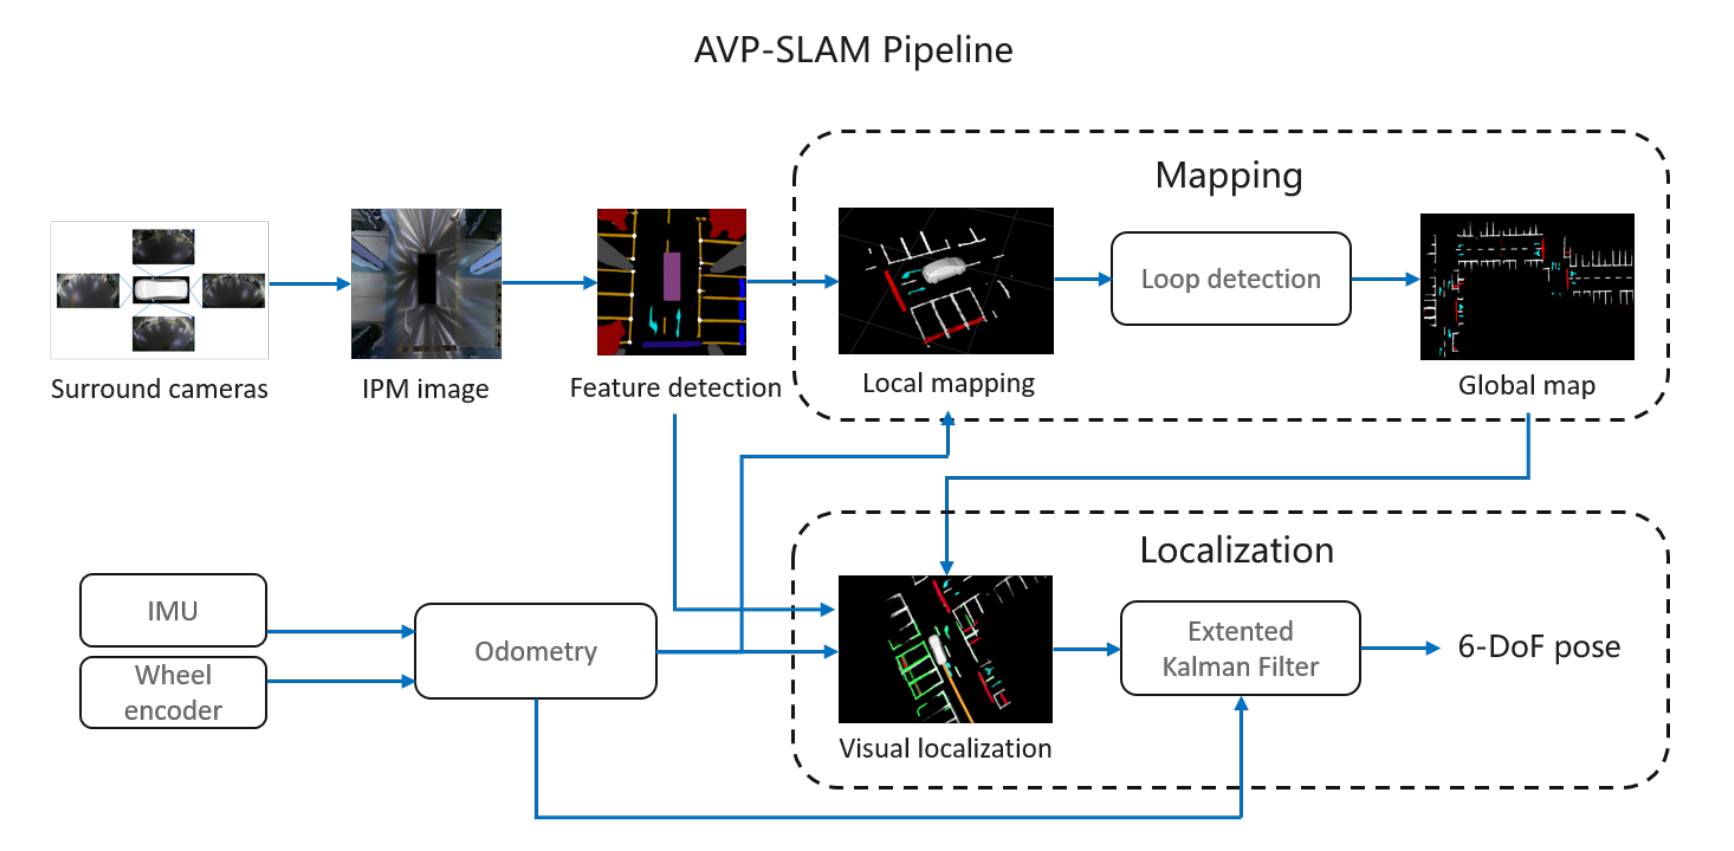 AVP-SLAM Pipeline
Mapping
Loop detection
Surround cameras
IPM image
Feature detection
Local mapping
Global map
Localization
IMU
Wheel
encoder
Odometry
Extented
Kalman Filter
6-DoF pose
Visual localization